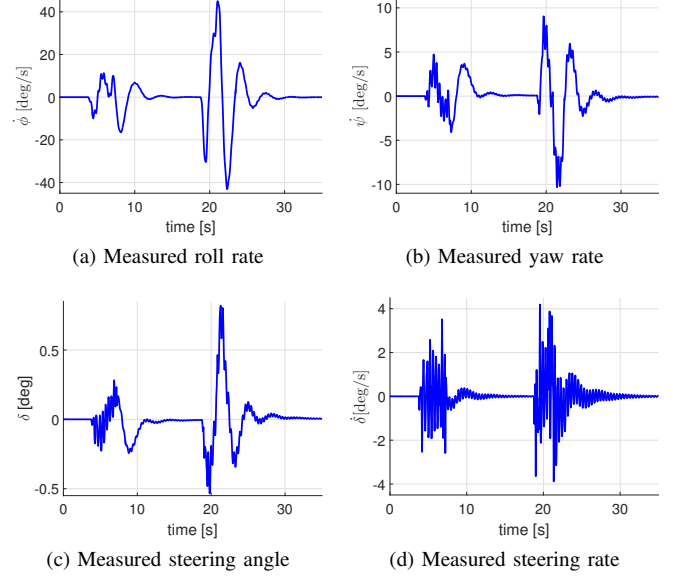 40
20
0
-20
-40
φ̇ [deg/s]
0 10 20 30
time [s]
(a) Measured roll rate
10
5
0
-5
-10
ψ̇ [deg/s]
0 10 20 30
time [s]
(b) Measured yaw rate
0.5
0
-0.5
δ [deg]
0 10 20 30
time [s]
(c) Measured steering angle
4
2
0
-2
-4
δ̇ [deg/s]
0 10 20 30
time [s]
(d) Measured steering rate